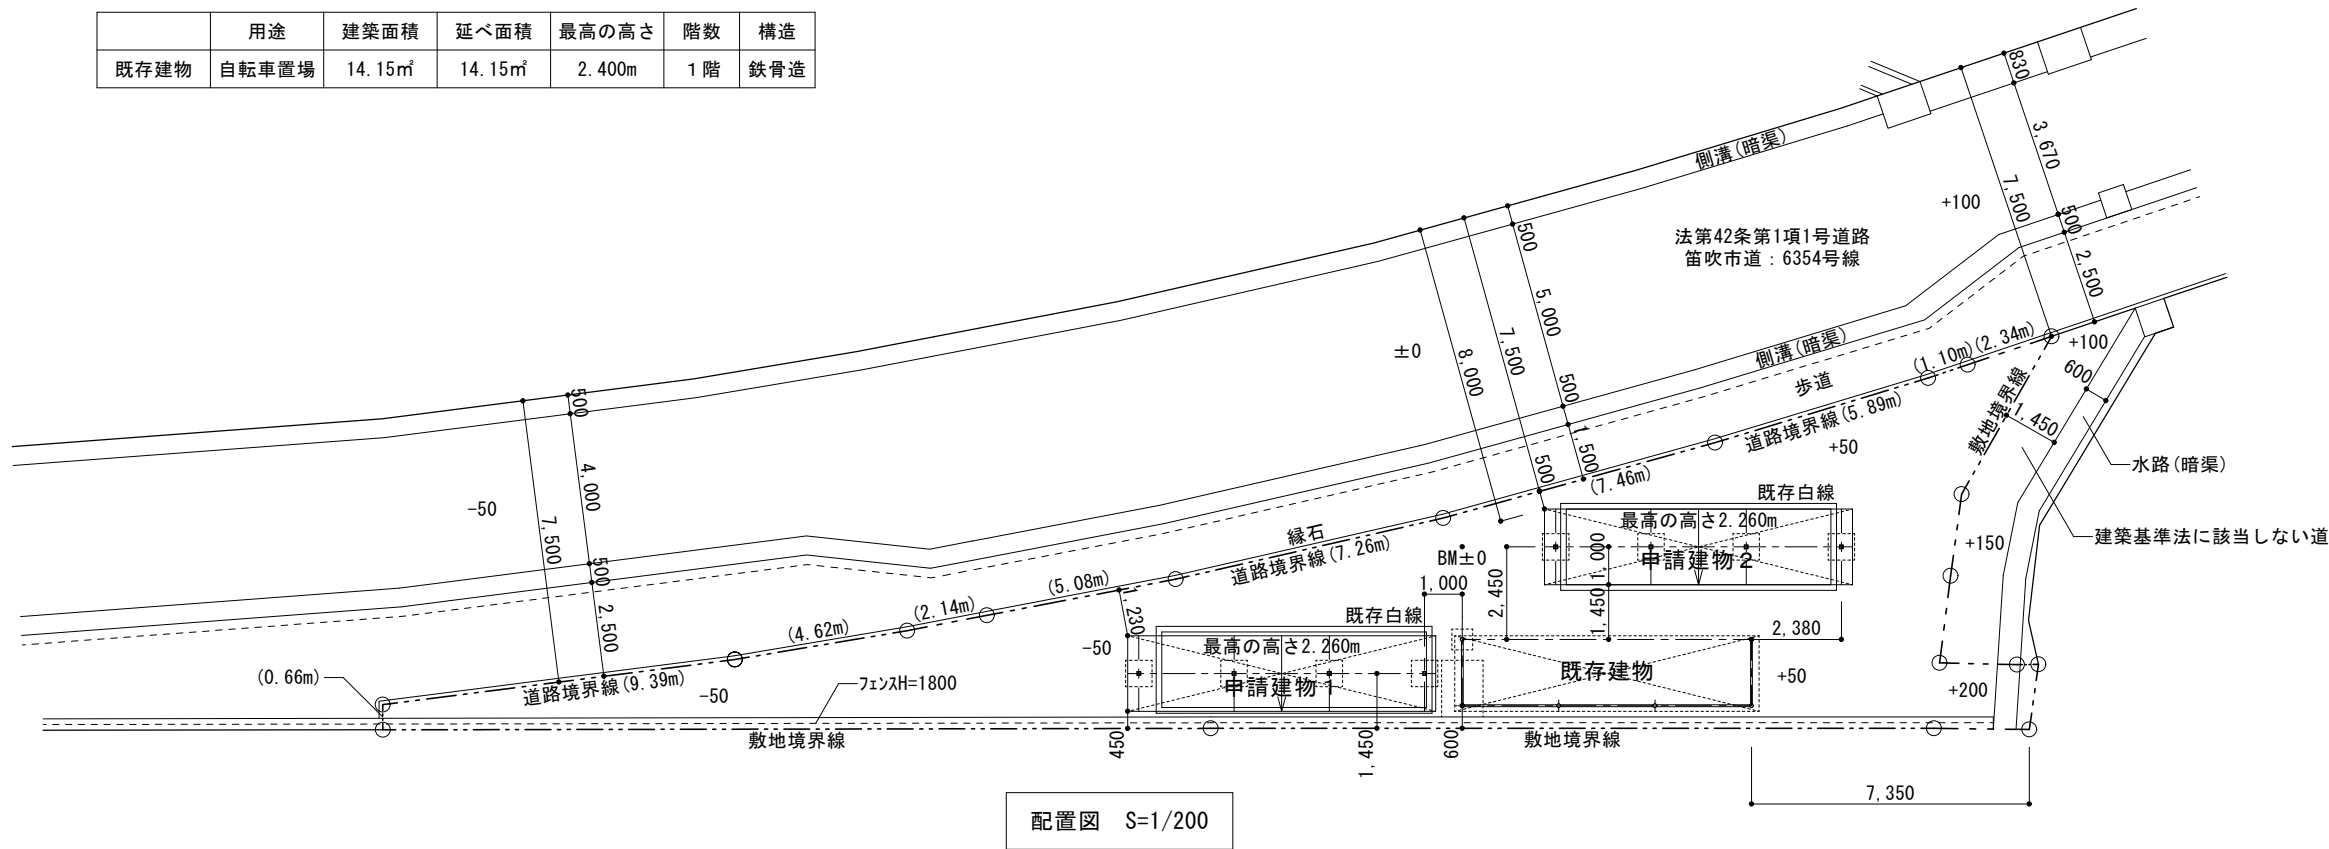 用途 建築面積 延べ面積 最高の高さ 階数 構造
既存建物 自転車置場 14.15㎡ 14.15㎡ 2.400m 1階 鉄骨造
830
側溝(暗渠)
3,670
7,500
+100
500
500
法第42条第1項1号道路
笛吹市道：6354号線
2,500
5,000
7,500
8,000
±0
側溝(暗渠)
(1.10m)
(2.34m)
+100
600
歩道
500
500
4,000
7,500
-50
500
2,500
500
道路境界線(5.89m)
+50
敷地境界線
1,450
水路(暗渠)
(7.46m)
既存白線
最高の高さ2.260m
申請建物2
建築基準法に該当しない道
+150
縁石
道路境界線(7.26m)
BM±0
1,000
2,450
1,000
1,450
(5.08m)
(2.14m)
(4.62m)
既存白線
2,380
-50
最高の高さ2.260m
申請建物1
既存建物
+50
+200
(0.66m)
道路境界線(9.39m)
-50
フェンスH=1800
敷地境界線
450
1,450
600
敷地境界線
7,350
配置図 S=1/200